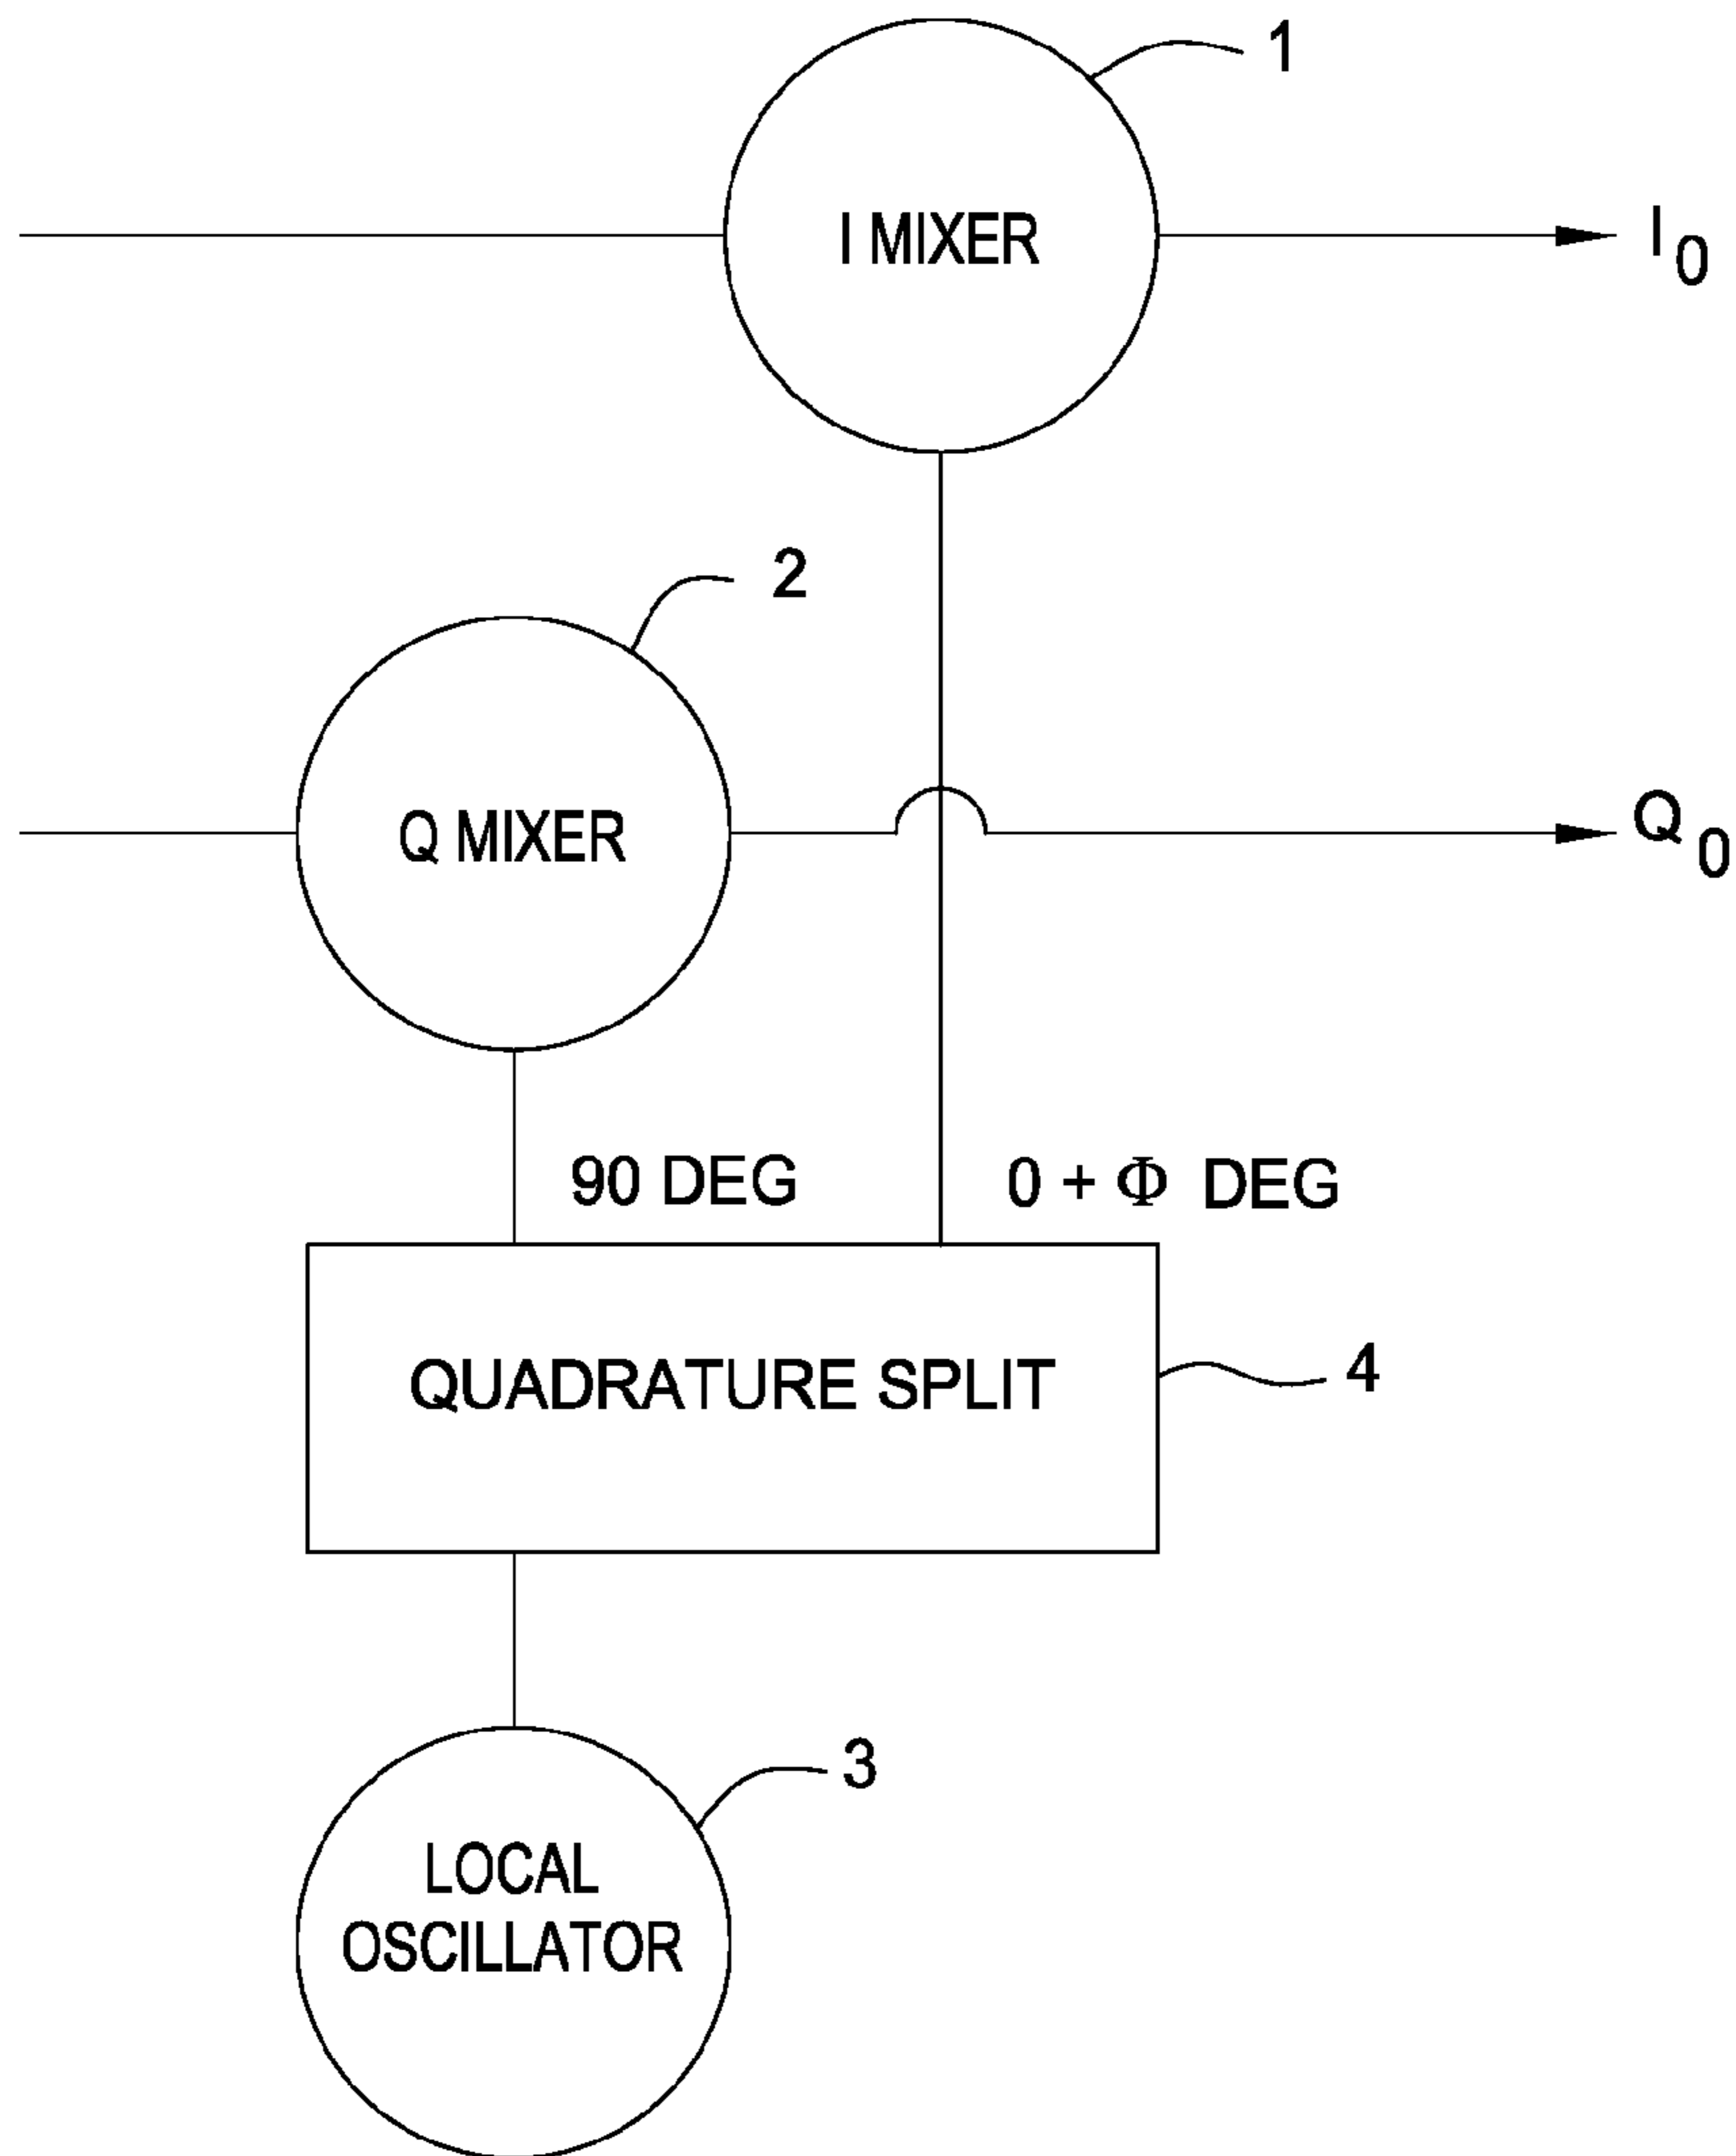 1
I MIXER
I0
2
Q MIXER
Q0
90 DEG
0 + Φ DEG
QUADRATURE SPLIT
4
3
LOCAL
OSCILLATOR